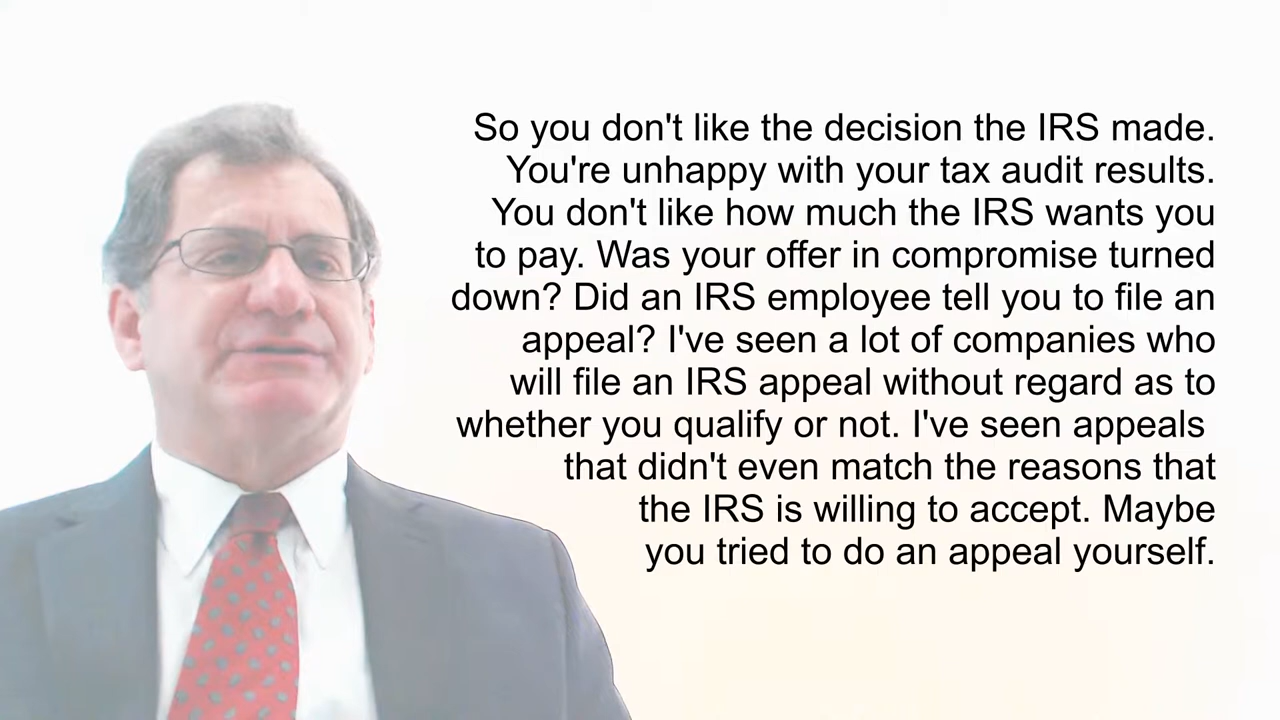 So you don't like the decision the IRS made.
You're unhappy with your tax audit results.
You don't like how much the IRS wants you
to pay. Was your offer in compromise turned
down? Did an IRS employee tell you to file an
appeal? I've seen a lot of companies who
will file an IRS appeal without regard as to
whether you qualify or not. I've seen appeals
that didn't even match the reasons that
the IRS is willing to accept. Maybe
you tried to do an appeal yourself.